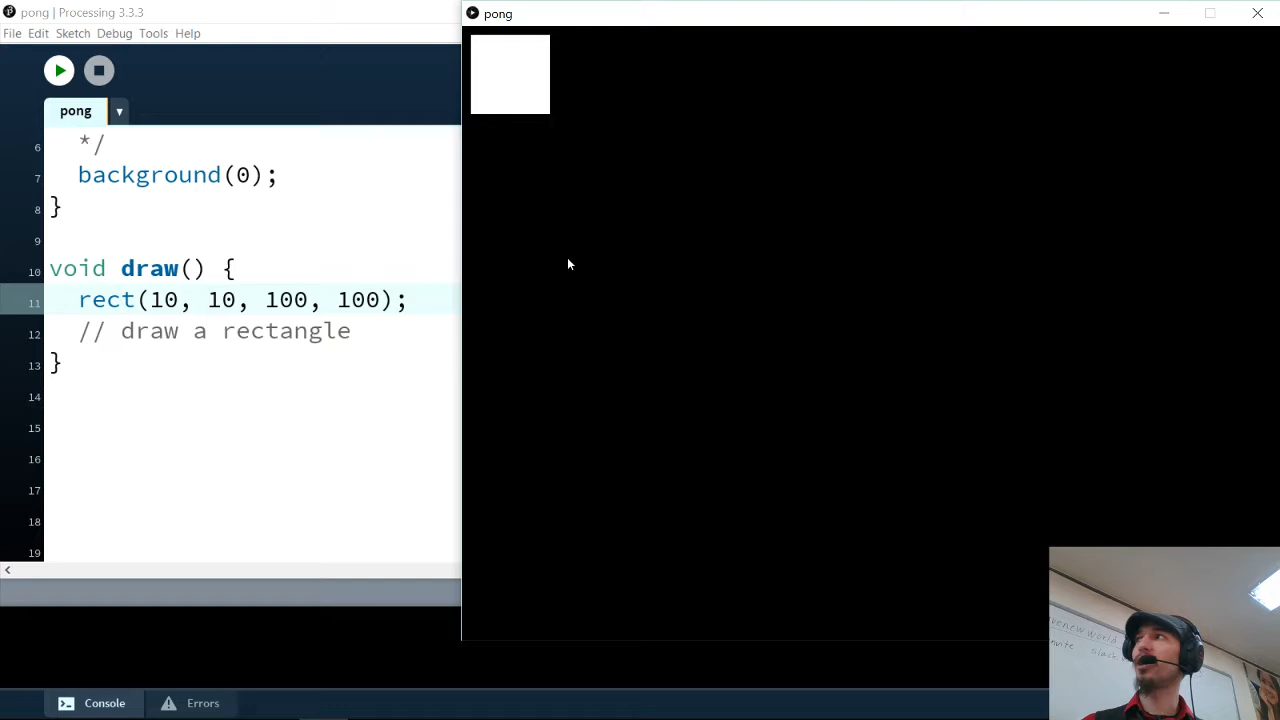 pong | Processing 3.3.3
File Edit Sketch Debug Tools Help
pong
6 */
7 background(0);
8 }
9
10 void draw() {
11 rect(10, 10, 100, 100);
12 // draw a rectangle
13 }
14
15
16
17
18
19
Console
Errors
pong